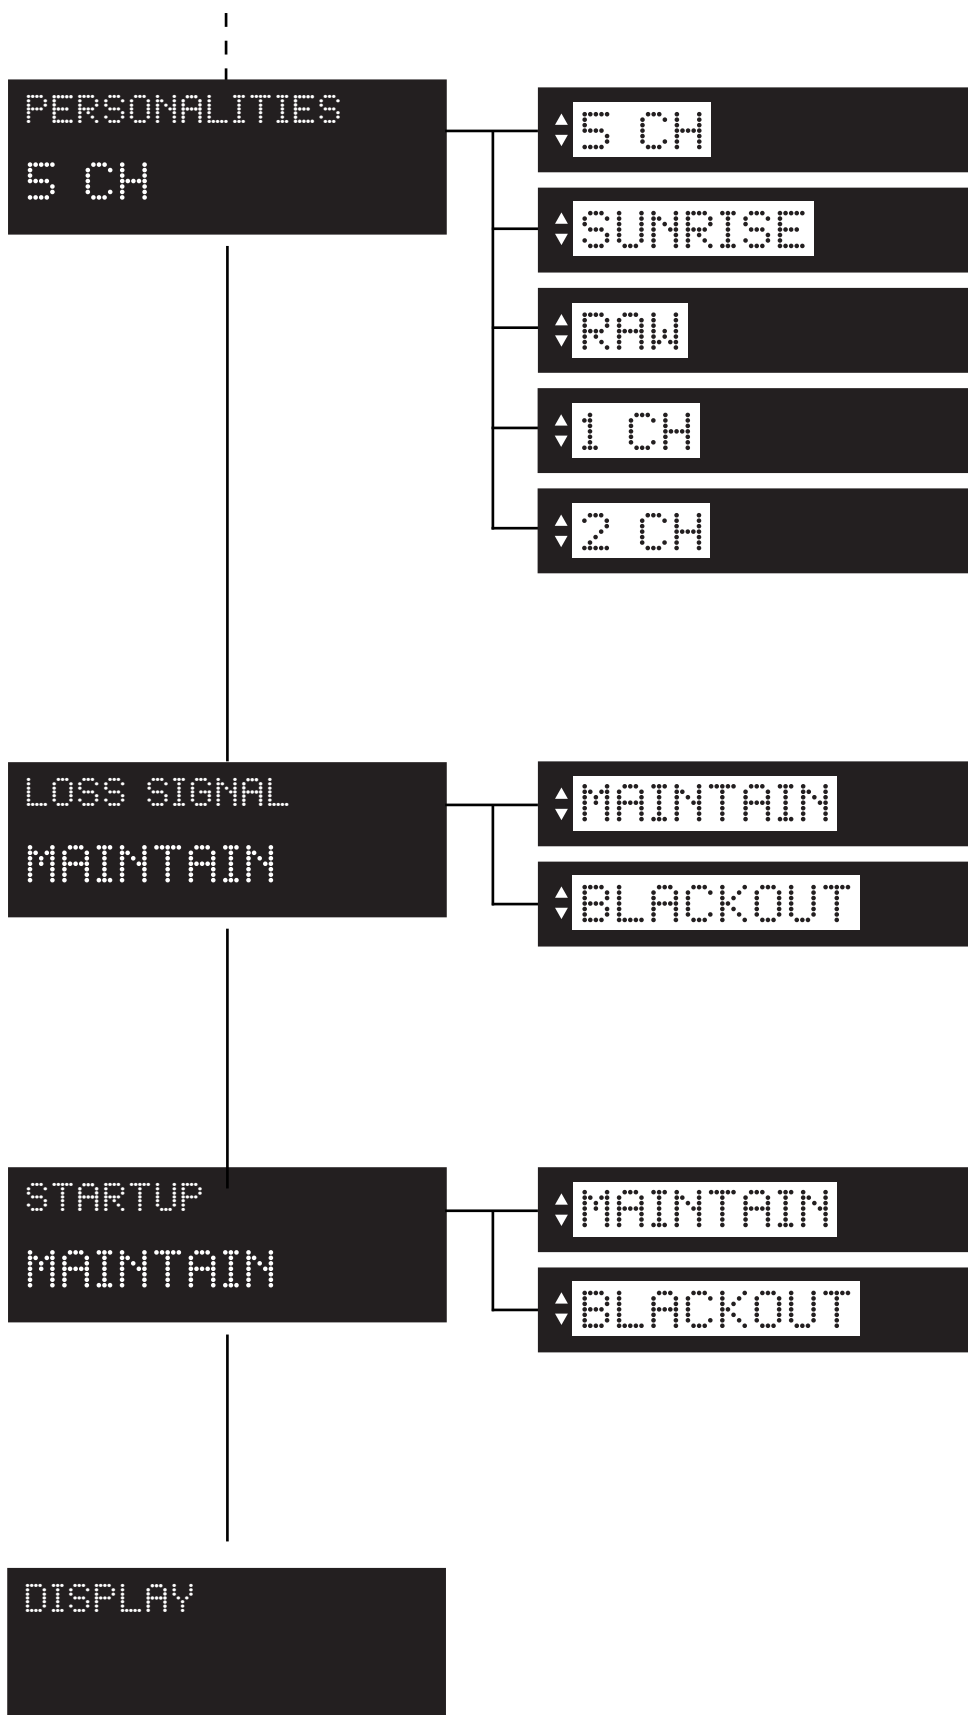 PERSONALITIES
5 CH
5 CH
SUNRISE
RAW
1 CH
2 CH
LOSS SIGNAL
MAINTAIN
MAINTAIN
BLACKOUT
STARTUP
MAINTAIN
MAINTAIN
BLACKOUT
DISPLAY